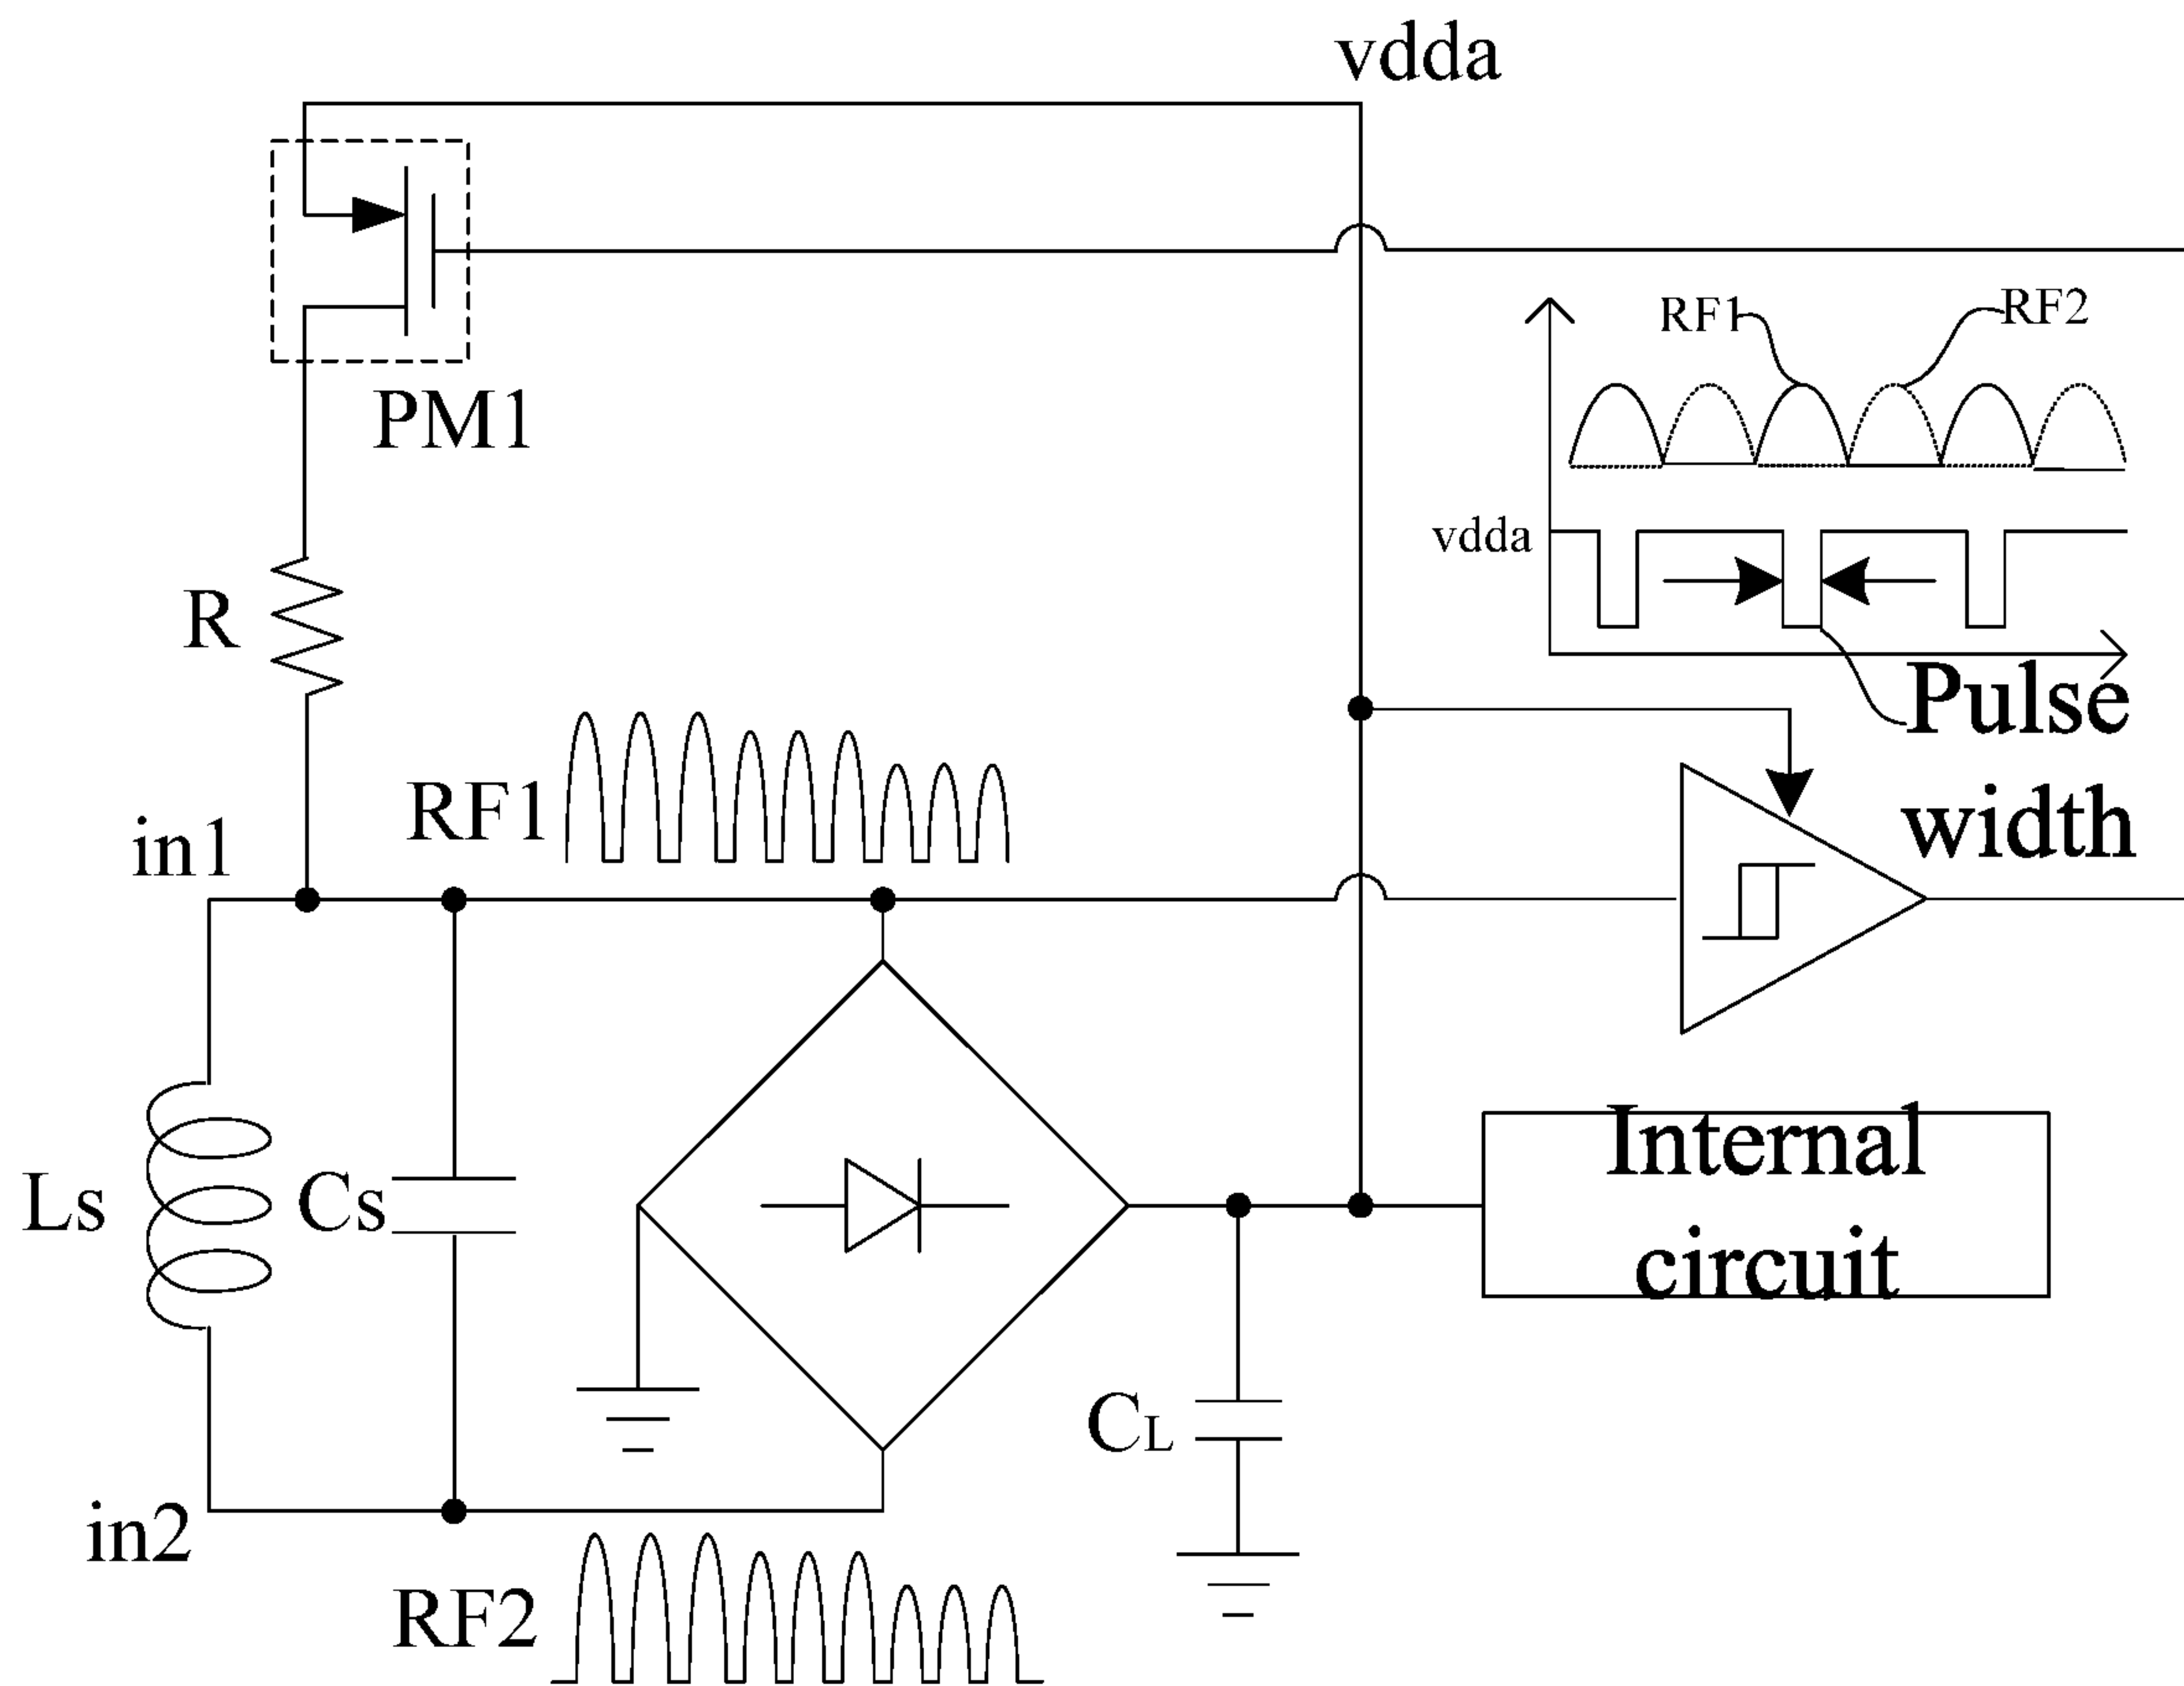 vdda
RF1
RF2
PM1
vdda
R
Pulse
width
RF1
in1
Internal
circuit
Ls
Cs
CL
in2
RF2